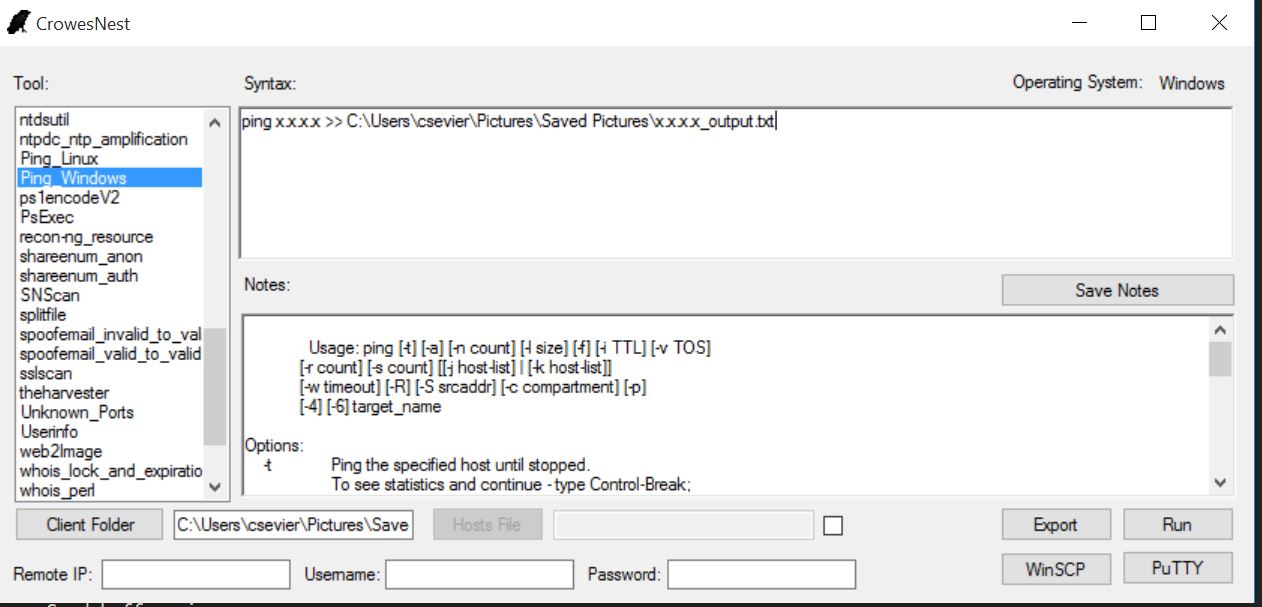 CrowesNest
Tool:
Syntax:
Operating System: Windows
ntdsutil
ntpdc_ntp_amplification
Ping_Linux
Ping_Windows
ps1encodeV2
PsExec
recon-ng_resource
shareenum_anon
shareenum_auth
SNScan
splitfile
spoofemail_invalid_to_val
spoofemail_valid_to_valid
sslscan
theharvester
Unknown_Ports
Userinfo
web2Image
whois_lock_and_expiratio
whois_perl
ping x.x.x.x >> C:\Users\csevier\Pictures\Saved Pictures\x.x.x.x_output.txt
Notes:
Save Notes
Usage: ping [-t] [-a] [-n count] [-l size] [-f] [-i TTL] [-v TOS]
[-r count] [-s count] [[-j host-list] | [-k host-list]]
[-w timeout] [-R] [-S srcaddr] [-c compartment] [-p]
[-4] [-6] target_name
Options:
-t Ping the specified host until stopped.
To see statistics and continue - type Control-Break;
Client Folder
C:\Users\csevier\Pictures\Save
Hosts File
Export
Run
Remote IP:
Username:
Password:
WinSCP
PuTTY